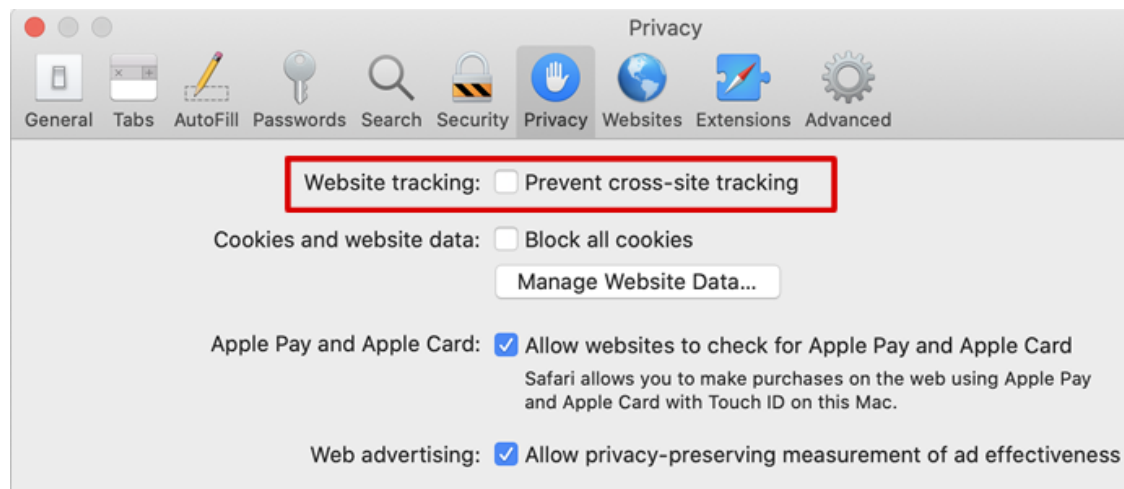 Privacy
General Tabs AutoFill Passwords Search Security Privacy Websites Extensions Advanced
Website tracking: Prevent cross-site tracking
Cookies and website data: Block all cookies
Manage Website Data...
Apple Pay and Apple Card: Allow websites to check for Apple Pay and Apple Card
Safari allows you to make purchases on the web using Apple Pay
and Apple Card with Touch ID on this Mac.
Web advertising: Allow privacy-preserving measurement of ad effectiveness